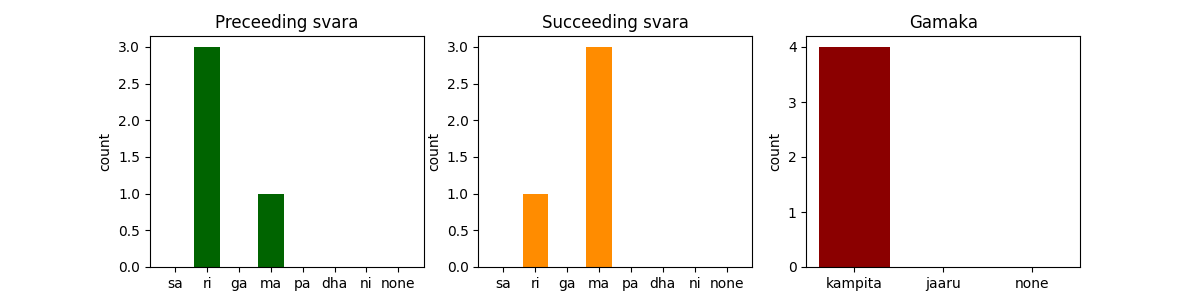 Preceeding svara
count
3.0
2.5
2.0
1.5
1.0
0.5
0.0
sa ri ga ma pa dha ni none
Succeeding svara
count
3.0
2.5
2.0
1.5
1.0
0.5
0.0
sa ri ga ma pa dha ni none
Gamaka
count
4
3
2
1
0
kampita jaaru none